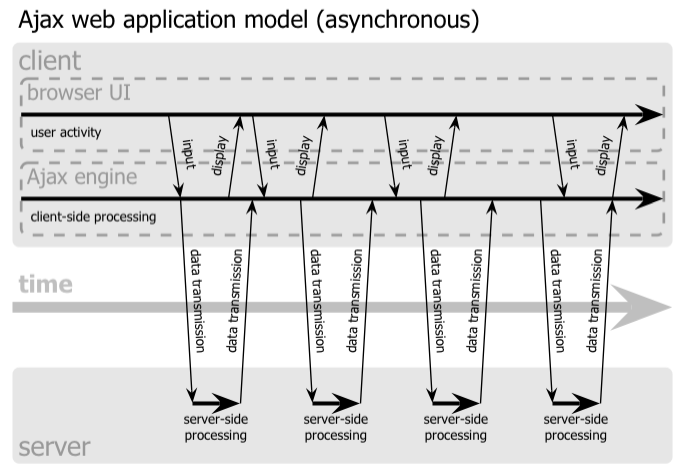 Ajax web application model (asynchronous)
client
browser UI
user activity
input
display
input
display
input
display
input
display
Ajax engine
client-side processing
data transmission
data transmission
data transmission
data transmission
data transmission
data transmission
data transmission
data transmission
time
server-side
processing
server-side
processing
server-side
processing
server-side
processing
server